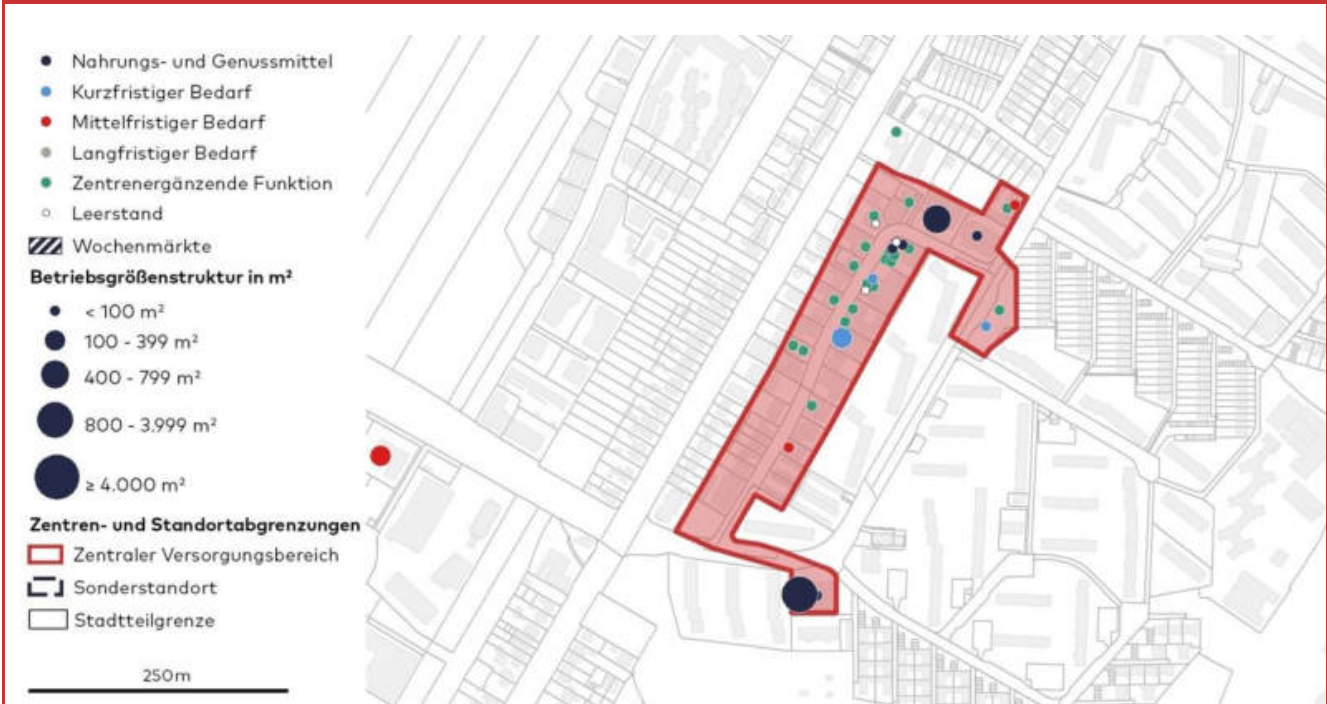 Nahrungs- und Genussmittel
Kurzfristiger Bedarf
Mittelfristiger Bedarf
Langfristiger Bedarf
Zentrenergänzende Funktion
Leerstand
Wochenmärkte
Betriebsgrößenstruktur in m²
< 100 m²
100 - 399 m²
400 - 799 m²
800 - 3.999 m²
≥ 4.000 m²
Zentren- und Standortabgrenzungen
Zentraler Versorgungsbereich
Sonderstandort
Stadtteilgrenze
250m